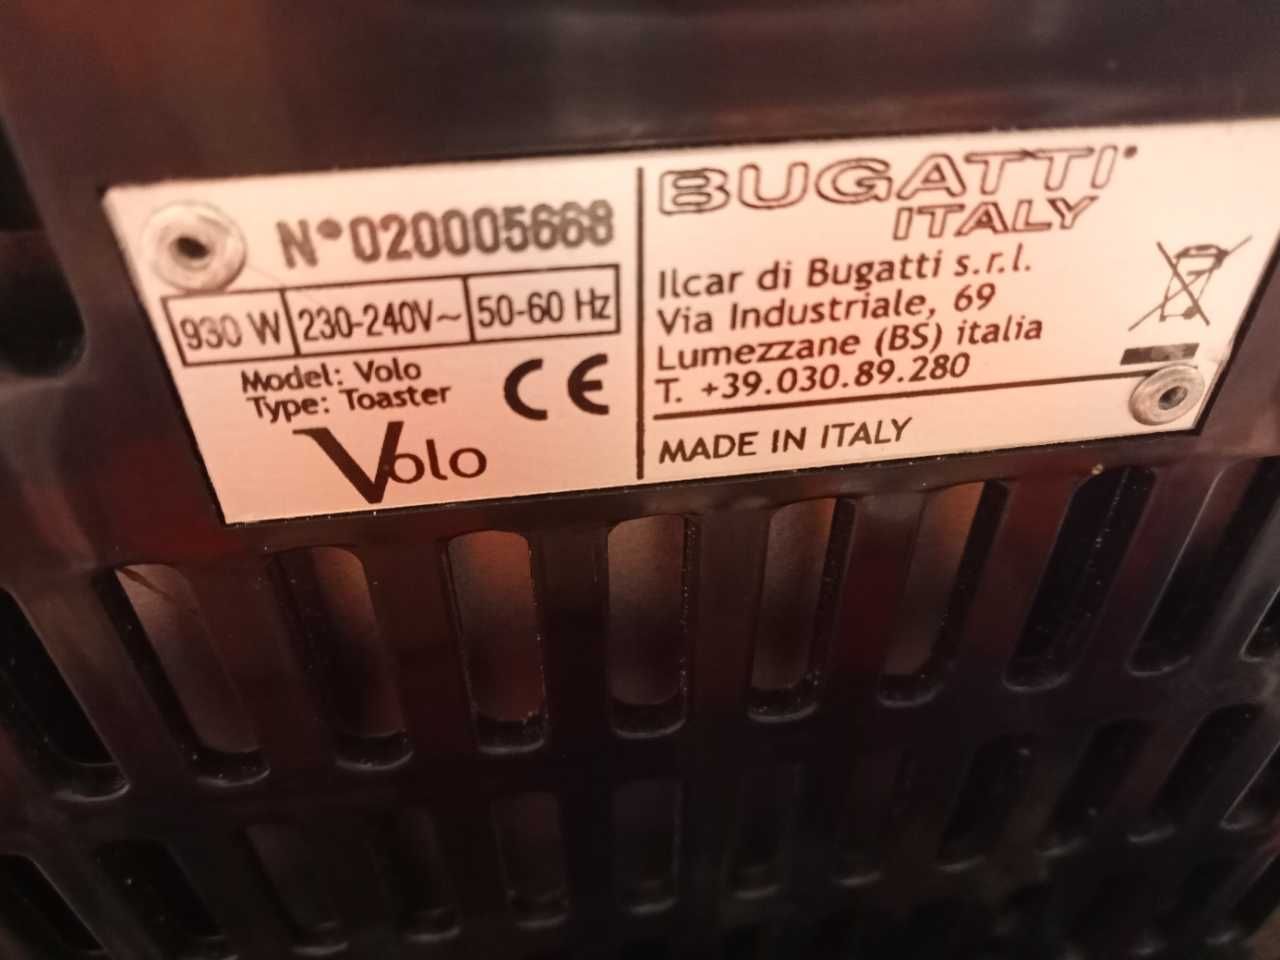 N°020005668
930 W 230-240V~ 50-60 Hz
Model: Volo
Type: Toaster
CE
Volo
BUGATTI
ITALY
Ilcar di Bugatti s.r.l.
Via Industriale, 69
Lumezzane (BS) italia
T. +39.030.89.280
MADE IN ITALY